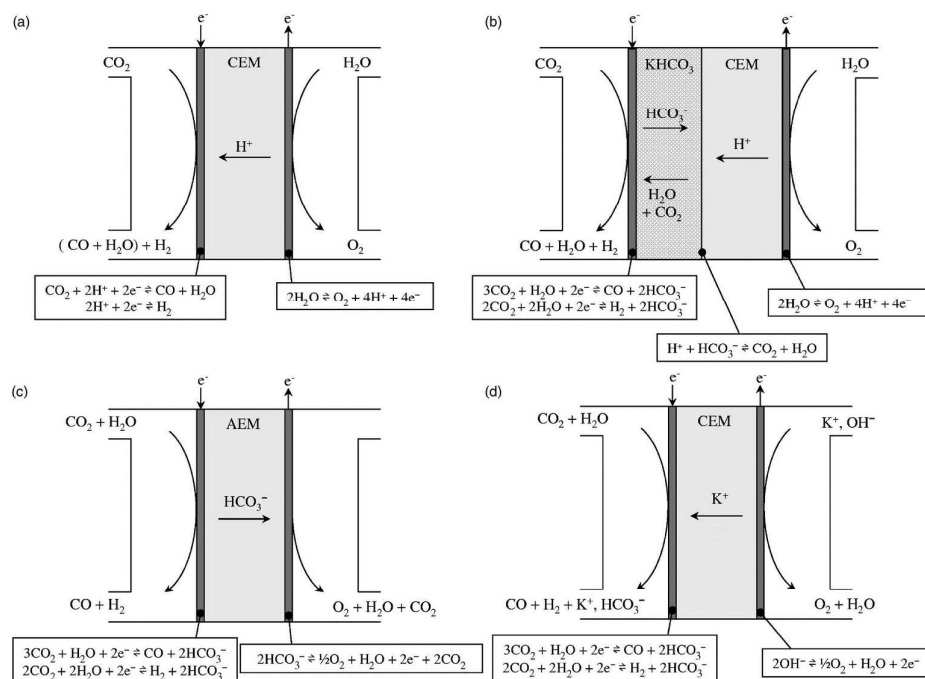 (a)
e⁻ e⁻
CO₂ CEM H₂O
H⁺
(CO + H₂O) + H₂ O₂
CO₂ + 2H⁺ + 2e⁻ ⇌ CO + H₂O
2H⁺ + 2e⁻ ⇌ H₂
2H₂O ⇌ O₂ + 4H⁺ + 4e⁻
(b)
e⁻ e⁻
CO₂ KHCO₃ CEM H₂O
HCO₃⁻
H⁺
H₂O
+ CO₂
CO + H₂O + H₂ O₂
3CO₂ + H₂O + 2e⁻ ⇌ CO + 2HCO₃⁻
2CO₂ + 2H₂O + 2e⁻ ⇌ H₂ + 2HCO₃⁻
2H₂O ⇌ O₂ + 4H⁺ + 4e⁻
H⁺ + HCO₃⁻ ⇌ CO₂ + H₂O
(c)
e⁻ e⁻
CO₂ + H₂O AEM
HCO₃⁻
CO + H₂ O₂ + H₂O + CO₂
3CO₂ + H₂O + 2e⁻ ⇌ CO + 2HCO₃⁻
2CO₂ + 2H₂O + 2e⁻ ⇌ H₂ + 2HCO₃⁻
2HCO₃⁻ ⇌ ½O₂ + H₂O + 2e⁻ + 2CO₂
(d)
e⁻ e⁻
CO₂ + H₂O CEM K⁺, OH⁻
K⁺
CO + H₂ + K⁺, HCO₃⁻ O₂ + H₂O
3CO₂ + H₂O + 2e⁻ ⇌ CO + 2HCO₃⁻
2CO₂ + 2H₂O + 2e⁻ ⇌ H₂ + 2HCO₃⁻
2OH⁻ ⇌ ½O₂ + H₂O + 2e⁻